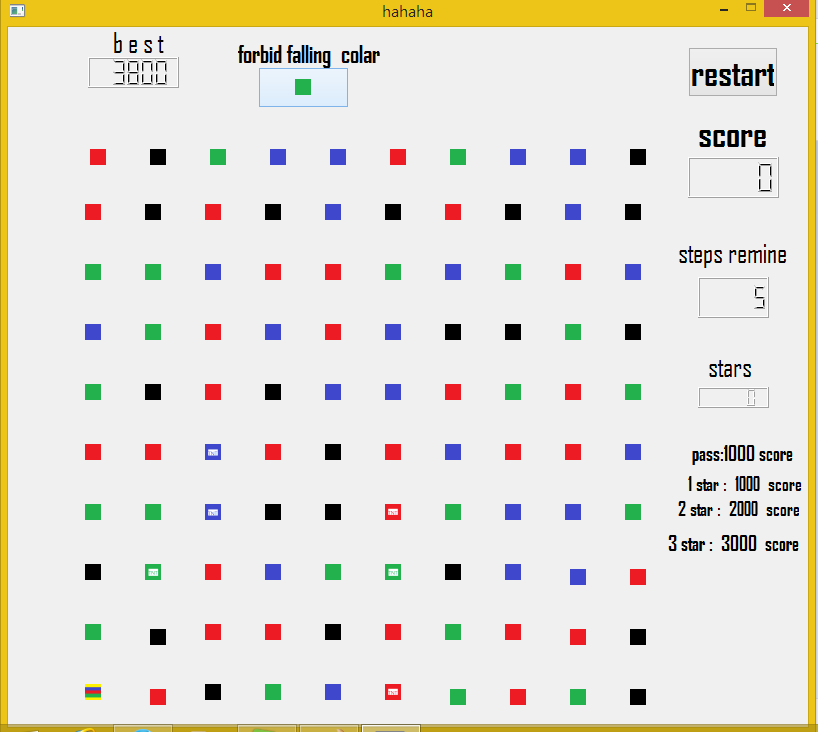 hahaha
best
3800
forbid falling colar
restart
score
0
steps remine
5
stars
0
pass:1000 score
1 star : 1000 score
2 star : 2000 score
3 star : 3000 score